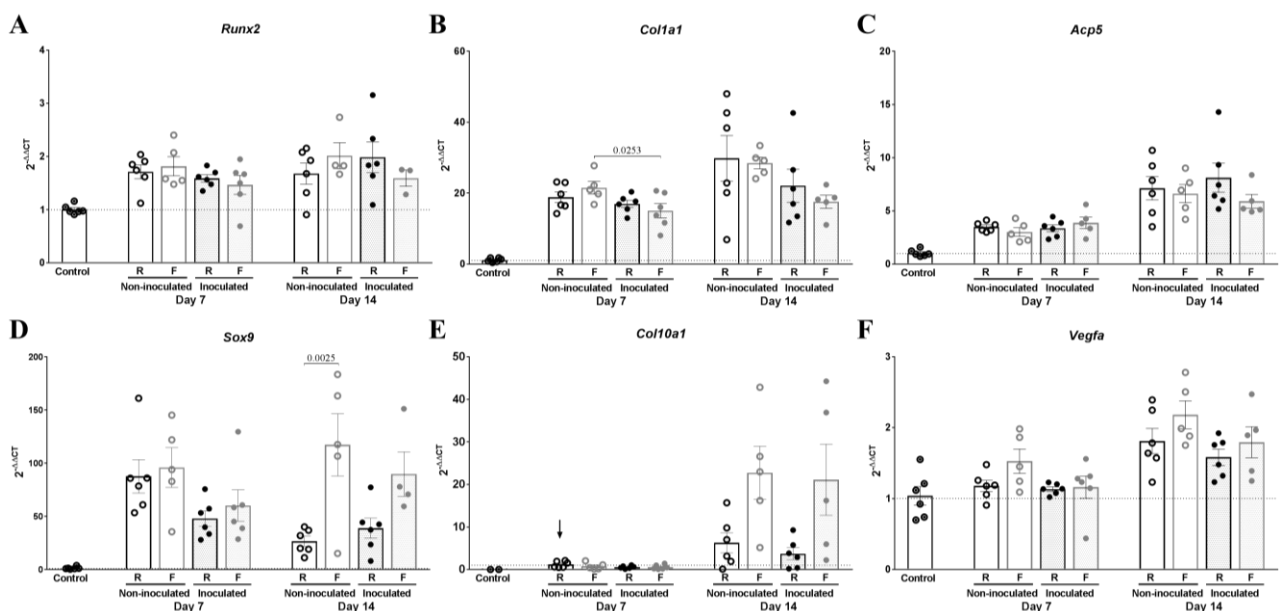 A
Runx2
4
3
2
1
0
2-ΔΔCT
Control
R F R F R F R F
Non-inoculated Inoculated Non-inoculated Inoculated
Day 7 Day 14
B
Col1a1
60
40
20
0
2-ΔΔCT
0.0253
Control
R F R F R F R F
Non-inoculated Inoculated Non-inoculated Inoculated
Day 7 Day 14
C
Acp5
20
15
10
5
0
2-ΔΔCT
Control
R F R F R F R F
Non-inoculated Inoculated Non-inoculated Inoculated
Day 7 Day 14
D
Sox9
200
150
100
50
0
2-ΔΔCT
0.0025
Control
R F R F R F R F
Non-inoculated Inoculated Non-inoculated Inoculated
Day 7 Day 14
E
Col10a1
50
40
30
20
10
0
2-ΔΔCT
Control
R F R F R F R F
Non-inoculated Inoculated Non-inoculated Inoculated
Day 7 Day 14
F
Vegfa
3
2
1
0
2-ΔΔCT
Control
R F R F R F R F
Non-inoculated Inoculated Non-inoculated Inoculated
Day 7 Day 14